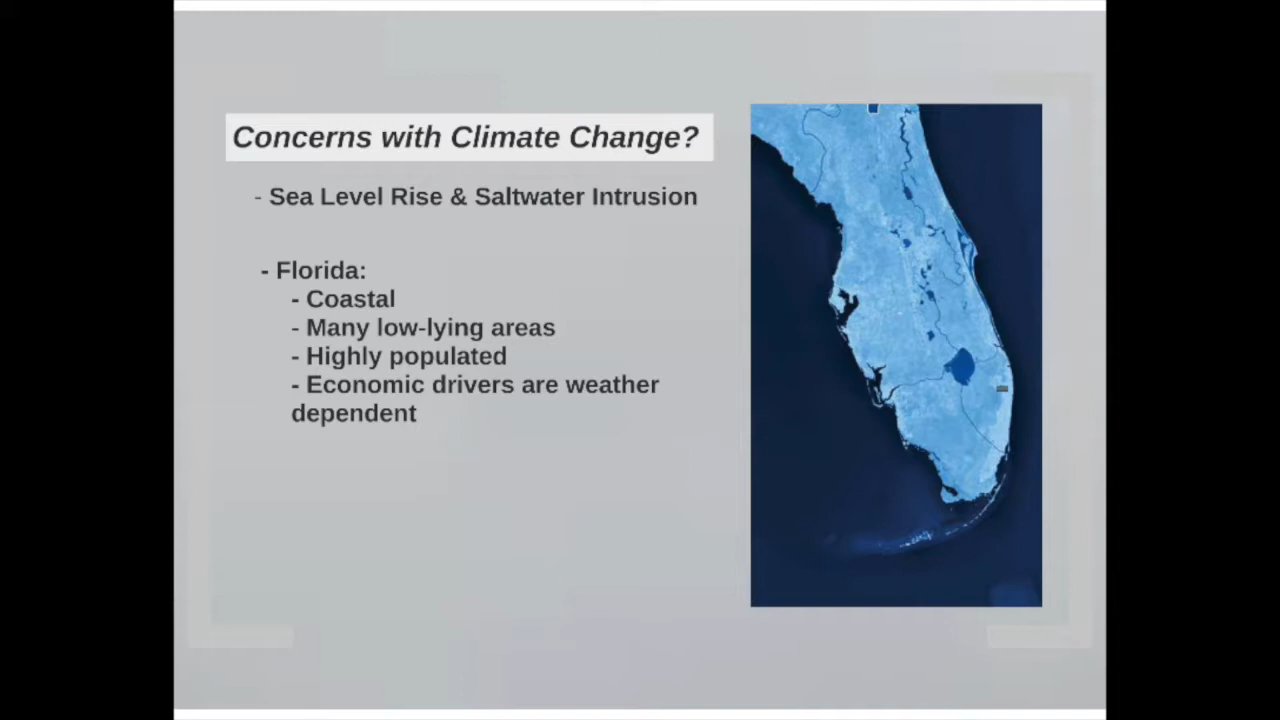 Concerns with Climate Change?
- Sea Level Rise & Saltwater Intrusion
- Florida:
- Coastal
- Many low-lying areas
- Highly populated
- Economic drivers are weather
dependent